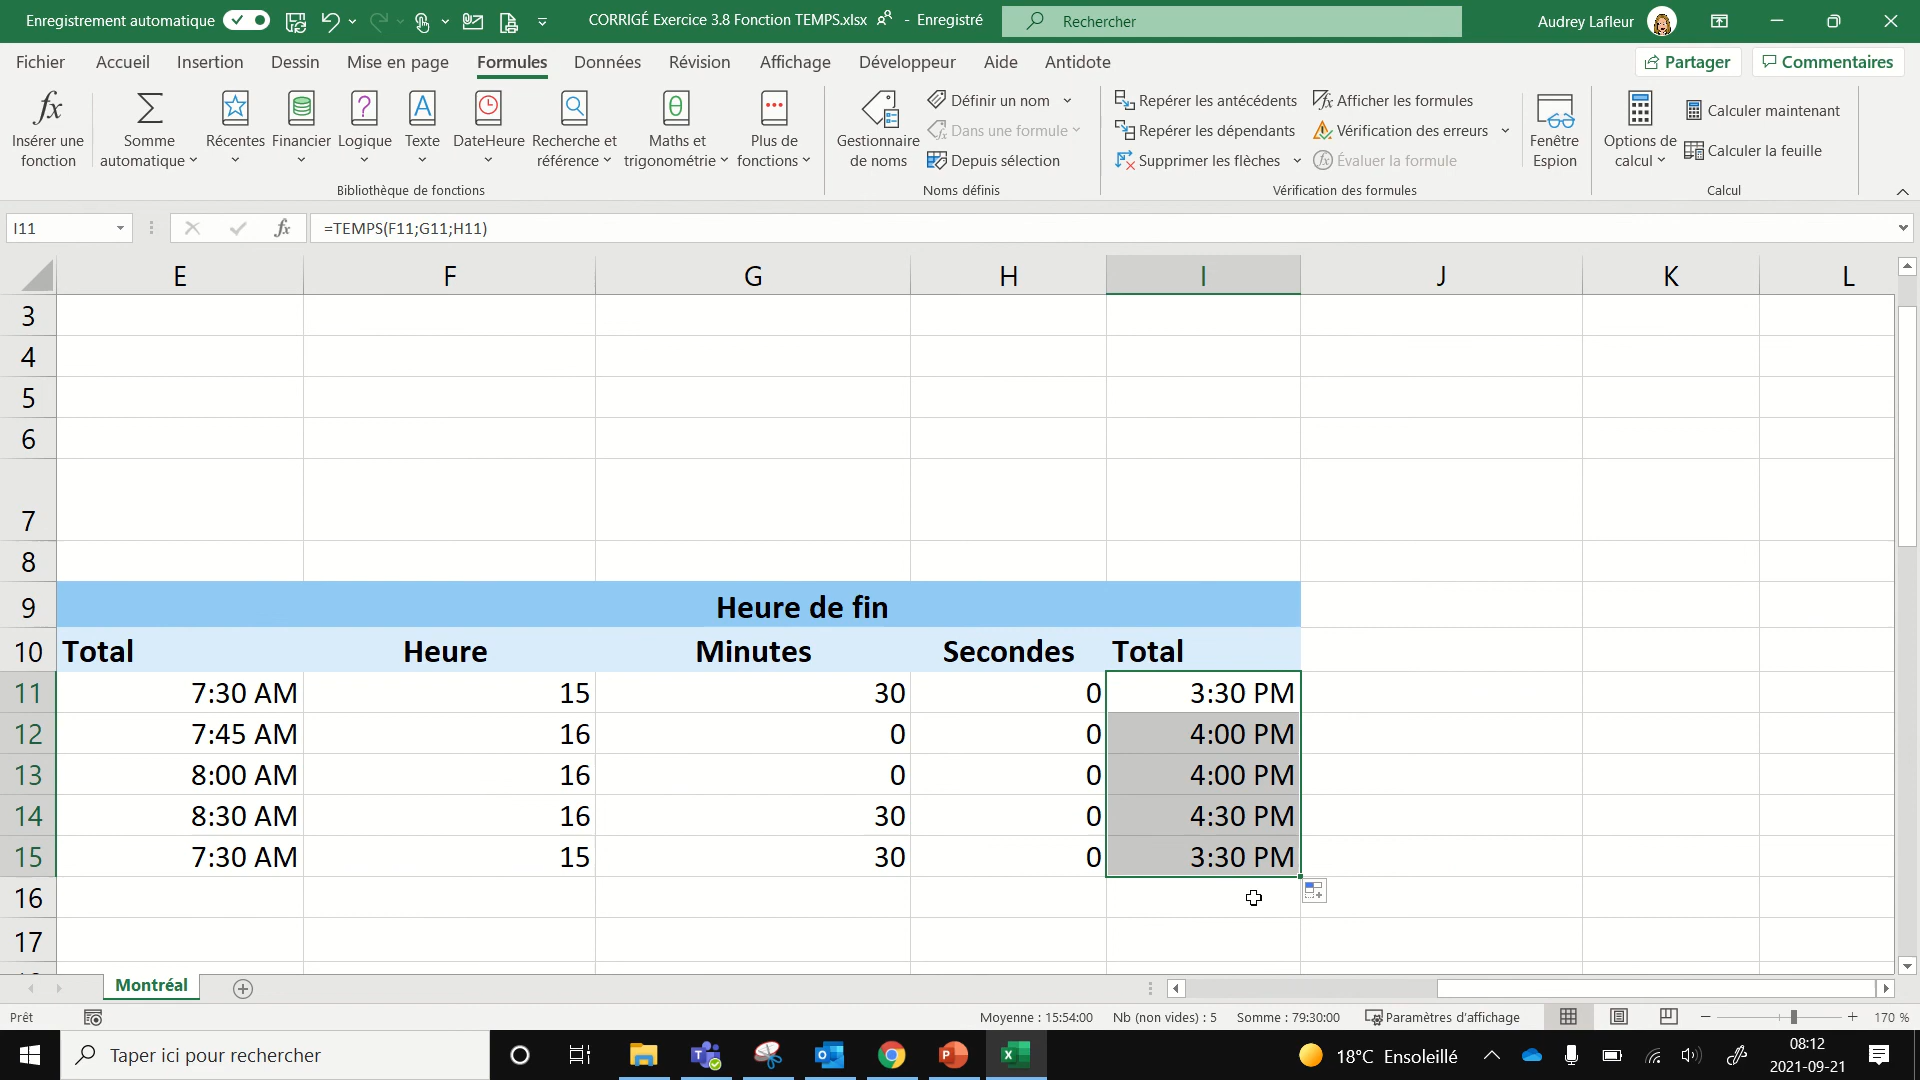 Enregistrement automatique
CORRIGÉ Exercice 3.8 Fonction TEMPS.xlsx - Enregistré
Rechercher
Audrey Lafleur
Fichier Accueil Insertion Dessin Mise en page Formules Données Révision Affichage Développeur Aide Antidote
Partager
Commentaires
Insérer une fonction
Somme automatique
Récentes
Financier
Logique
Texte
DateHeure
Recherche et référence
Maths et trigonométrie
Plus de fonctions
Bibliothèque de fonctions
Gestionnaire de noms
Définir un nom
Dans une formule
Depuis sélection
Noms définis
Repérer les antécédents
Repérer les dépendants
Supprimer les flèches
Afficher les formules
Vérification des erreurs
Évaluer la formule
Vérification des formules
Fenêtre Espion
Options de calcul
Calculer maintenant
Calculer la feuille
Calcul
I11
fx
=TEMPS(F11;G11;H11)
E F G H I J K L
3
4
5
6
7
8
9 Heure de fin
10 Total Heure Minutes Secondes Total
11 7:30 AM 15 30 0 3:30 PM
12 7:45 AM 16 0 0 4:00 PM
13 8:00 AM 16 0 0 4:00 PM
14 8:30 AM 16 30 0 4:30 PM
15 7:30 AM 15 30 0 3:30 PM
16
17
Montréal
Prêt
Moyenne : 15:54:00 Nb (non vides) : 5 Somme : 79:30:00 Paramètres d'affichage 170 %
Taper ici pour rechercher
18°C Ensoleillé
08:12
2021-09-21